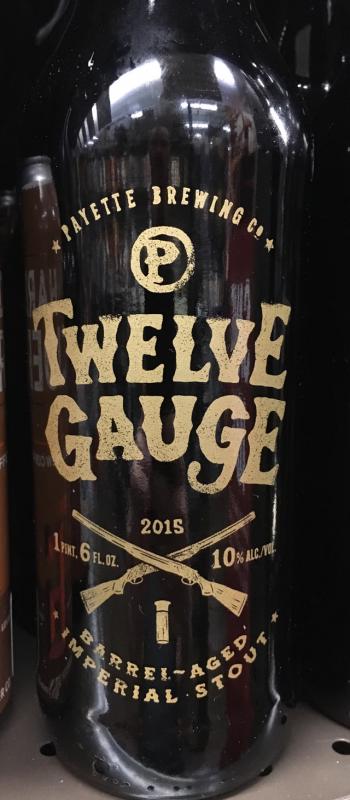 PAYETTE BREWING Co
P
TWELVE
GAUGE
2015
1 PINT. 6 FL. OZ.
10% ALC./VOL.
BARREL-AGED
IMPERIAL STOUT